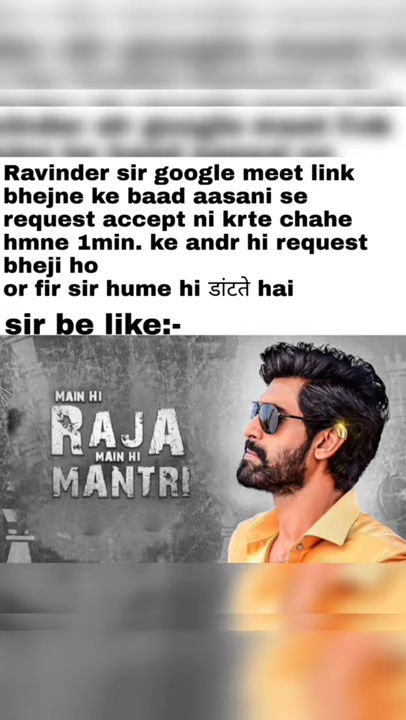 Ravinder sir google meet link
bhejne ke baad aasani se
request accept ni krte chahe
hmne 1min. ke andr hi request
bheji ho
or fir sir hume hi डांटते hai
sir be like:-
MAIN HI
RAJA
MAIN HI
MANTRI